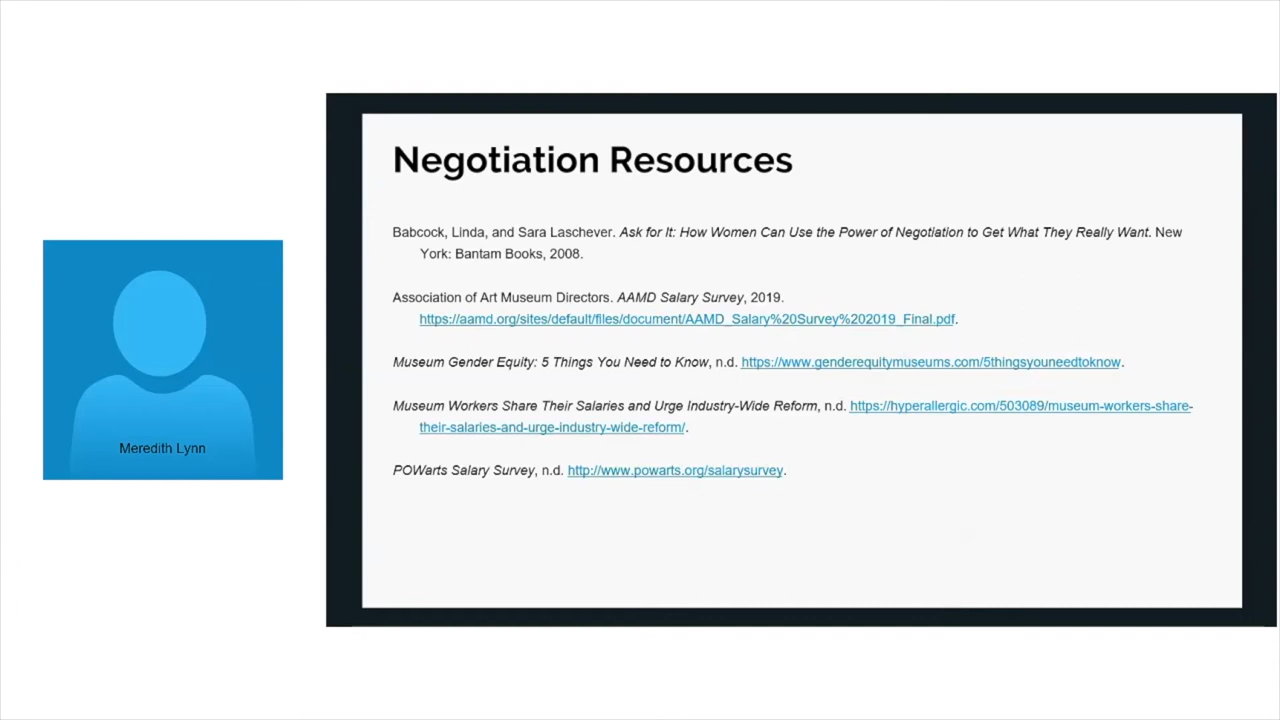 Negotiation Resources
Babcock, Linda, and Sara Laschever. Ask for It: How Women Can Use the Power of Negotiation to Get What They Really Want. New
York: Bantam Books, 2008.
Association of Art Museum Directors. AAMD Salary Survey, 2019.
https://aamd.org/sites/default/files/document/AAMD_Salary%20Survey%202019_Final.pdf.
Museum Gender Equity: 5 Things You Need to Know, n.d. https://www.genderequitymuseums.com/5thingsyouneedtoknow.
Museum Workers Share Their Salaries and Urge Industry-Wide Reform, n.d. https://hyperallergic.com/503089/museum-workers-share-
their-salaries-and-urge-industry-wide-reform/.
POWarts Salary Survey, n.d. http://www.powarts.org/salarysurvey.
Meredith Lynn